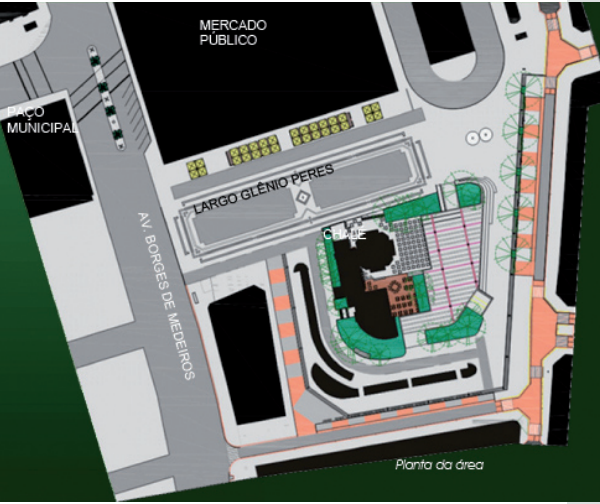 MERCADO
PÚBLICO
PAÇO
MUNICIPAL
LARGO GLÊNIO PERES
CHALÉ
AV. BORGES DE MEDEIROS
Planta da área